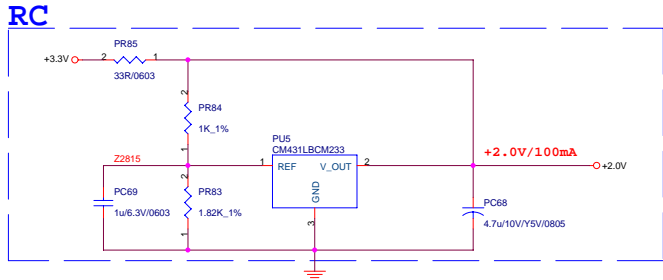 RC
PR85
+3.3V
2
1
33R/0603
2
PR84
1K_1%
1
PU5
CM431LBCM233
Z2815
1
REF
V_OUT
2
+2.0V/100mA
+2.0V
GND
3
2
PC69
1u/6.3V/0603
PR83
1.82K_1%
1
PC68
4.7u/10V/Y5V/0805